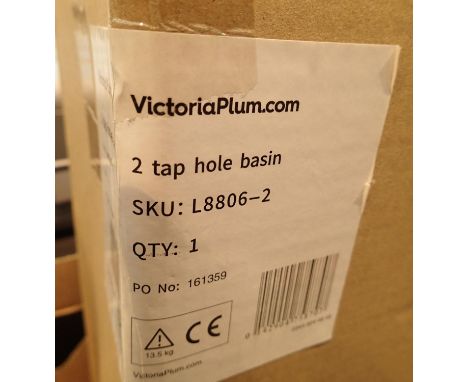 VictoriaPlum.com
2 tap hole basin
SKU: L8806-2
QTY: 1
PO No: 161359
CE
13.5 kg
VictoriaPlum.com